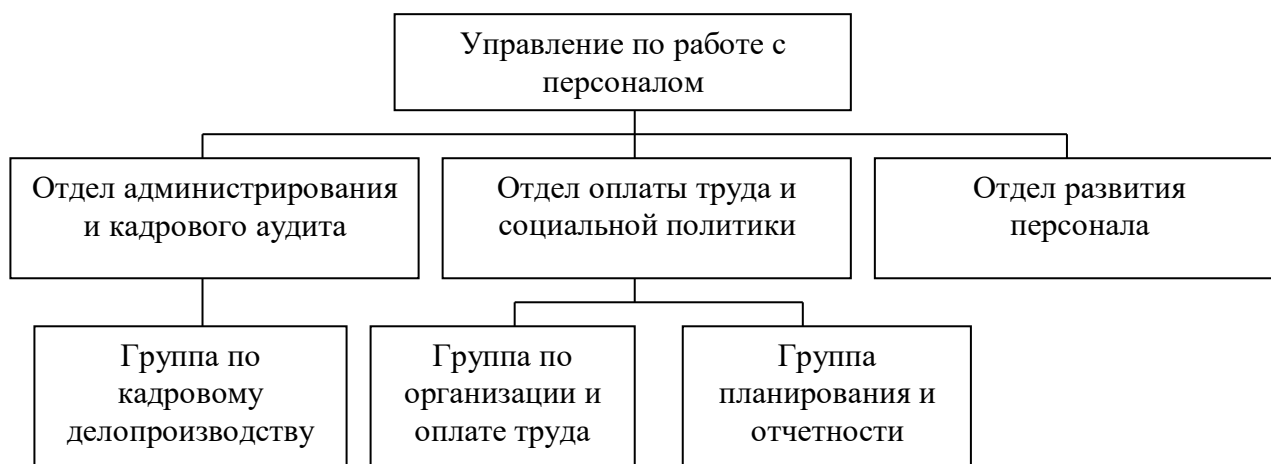 Управление по работе с
персоналом
Отдел администрирования
и кадрового аудита
Отдел оплаты труда и
социальной политики
Отдел развития
персонала
Группа по
кадровому
делопроизводству
Группа по
организации и
оплате труда
Группа
планирования и
отчетности